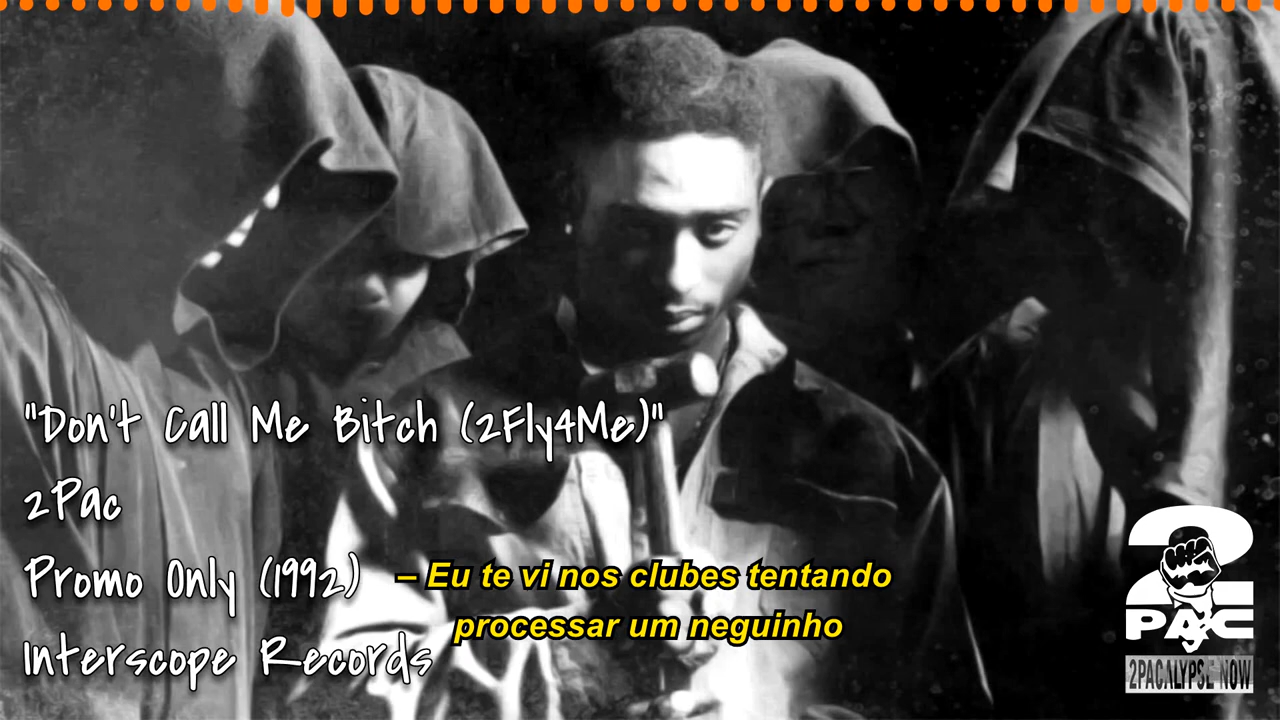 "Don't Call Me Bitch (2Fly4Me)"
2Pac
Promo Only (1992)
Interscope Records
– Eu te vi nos clubes tentando
processar um neguinho
2
PAC
2PACALYPSE NOW